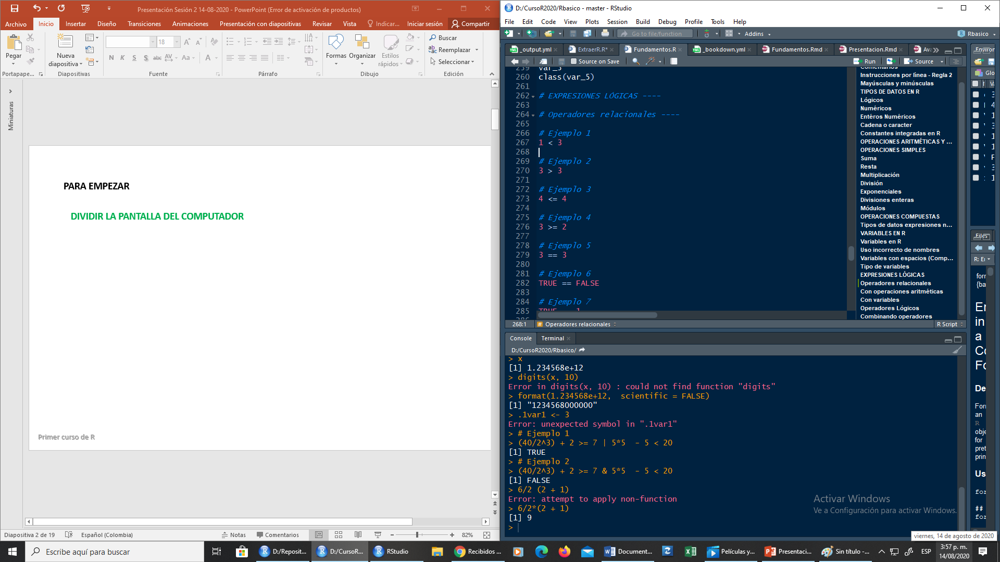 Presentación Sesión 2 14-08-2020 - PowerPoint (Error de activación de productos)
Archivo Inicio Insertar Diseño Transiciones Animaciones Presentación con diapositivas Revisar Vista Indicar... Iniciar sesión Compartir
Pegar
Nueva diapositiva
18
N K S S abc AV Aa A
Formas Organizar Estilos rápidos
Buscar
Reemplazar
Seleccionar
Portapape... Diapositivas Fuente Párrafo Dibujo Edición
Miniaturas
PARA EMPEZAR
DIVIDIR LA PANTALLA DEL COMPUTADOR
Primer curso de R
Diapositiva 2 de 19 Español (Colombia) Notas Comentarios 82%
D:/CursoR2020/Rbasico - master - RStudio
File Edit Code View Plots Session Build Debug Profile Tools Help
Go to file/function Addins Rbasico
_output.yml ExtraerR.R* Fundamentos.R _bookdown.yml Fundamentos.Rmd Presentacion.Rmd Ava
Source on Save Run Source
259 var_5
260 class(var_5)
261
262 # EXPRESIONES LÓGICAS ----
263
264 # Operadores relacionales ----
265
266 # Ejemplo 1
267 1 < 3
268
269 # Ejemplo 2
270 3 > 3
271
272 # Ejemplo 3
273 4 <= 4
274
275 # Ejemplo 4
276 3 >= 2
277
278 # Ejemplo 5
279 3 == 3
280
281 # Ejemplo 6
282 TRUE == FALSE
283
284 # Ejemplo 7
285 TRUE == 1
Comentarios
Instrucciones por línea - Regla 2
Mayúsculas y minúsculas
TIPOS DE DATOS EN R
Lógicos
Numéricos
Entéros Numéricos
Cadena o caracter
Constantes integradas en R
OPERACIONES ARITMÉTICAS Y ...
OPERACIONES SIMPLES
Suma
Resta
Multiplicación
División
Exponenciales
Divisiones enteras
Módulos
OPERACIONES COMPUESTAS
Tipos de datos expresiones n...
VARIABLES EN R
Variables en R
Uso incorrecto de nombres
Variables con espacios (Comp...
Tipo de variables
EXPRESIONES LÓGICAS
Operadores relacionales
Con operaciones aritméticas
Con variables
Operadores Lógicos
Combinando operadores
268:1 Operadores relacionales R Script
Console Terminal
D:/CursoR2020/Rbasico/
> x
[1] 1.234568e+12
> digits(x, 10)
Error in digits(x, 10) : could not find function "digits"
> format(1.234568e+12,  scientific = FALSE)
[1] "1234568000000"
> .1var1 <- 3
Error: unexpected symbol in ".1var1"
> # Ejemplo 1
> (40/2^3) + 2 >= 7 | 5*5  - 5 < 20
[1] TRUE
> # Ejemplo 2
> (40/2^3) + 2 >= 7 & 5*5  - 5 < 20
[1] FALSE
> 6/2 (2 + 1)
Error: attempt to apply non-function
> 6/2*(2 + 1)
[1] 9
>
Environ
Glo
Files
forr
{ba
De
Forr
an
R
obje
for
pret
prin
Us
for
##
for
Activar Windows
Ve a Configuración para activar Windows.
viernes, 14 de agosto de 2020
Escribe aquí para buscar
D:/Reposit... D:/CursoR... RStudio Recibidos ... Document... Películas y... Presentaci... Sin título -... ESP
3:57 p. m.
14/08/2020